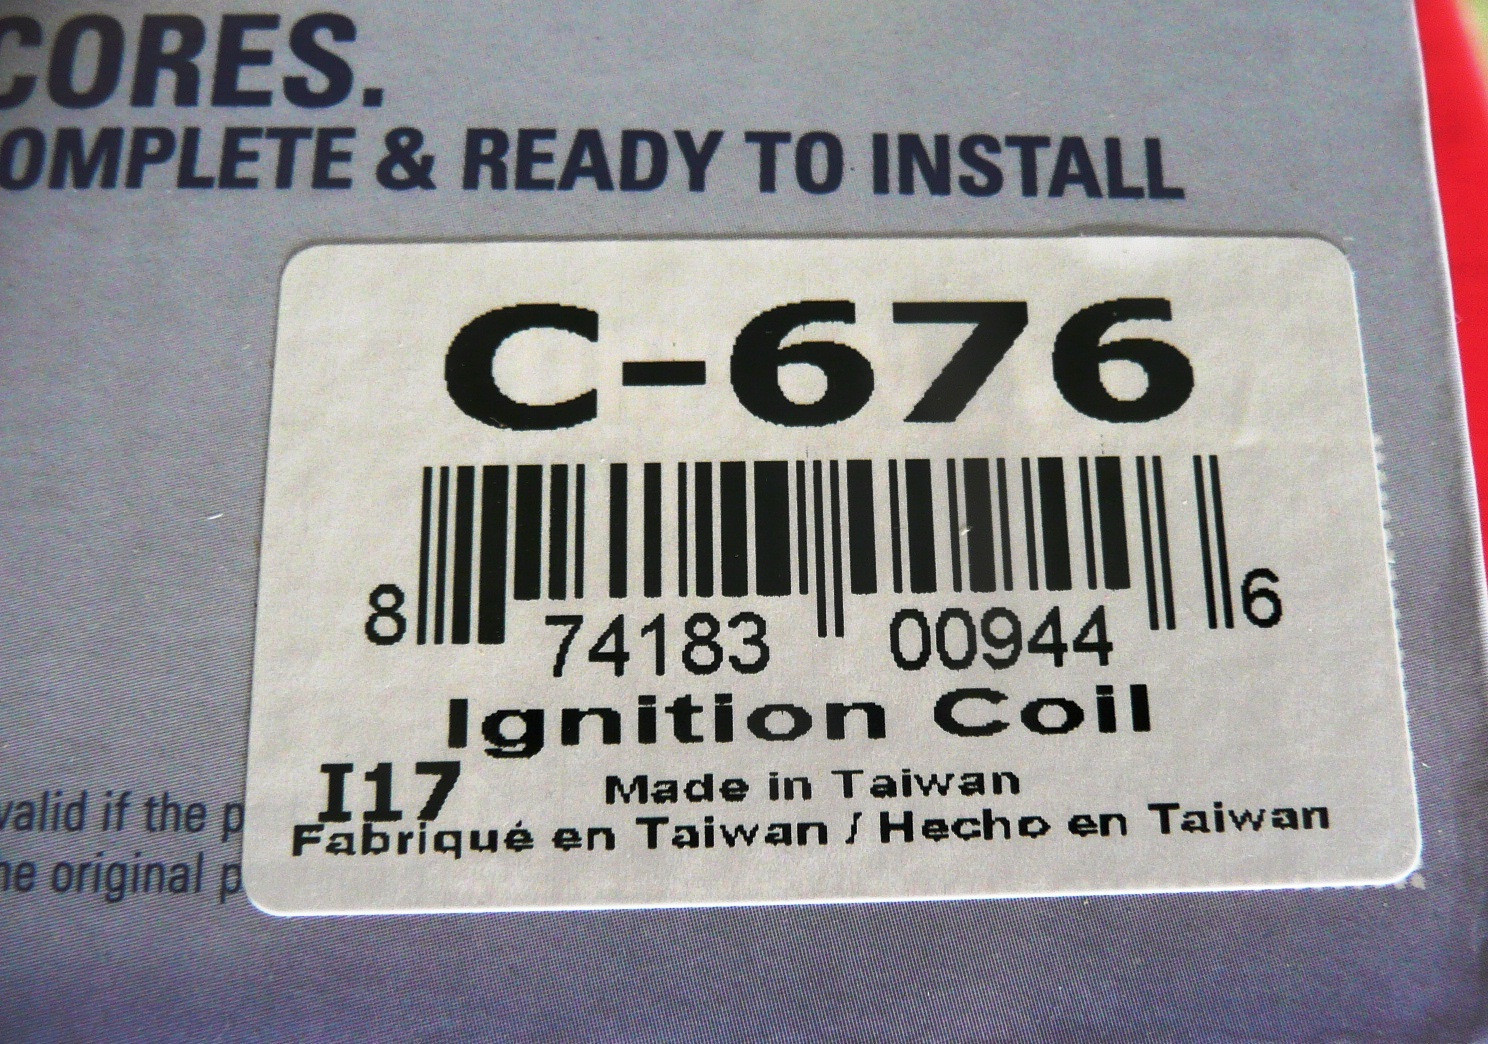 CORES.
COMPLETE & READY TO INSTALL
C-676
8 74183 00944 6
Ignition Coil
I17 Made in Taiwan
Fabriqué en Taiwan / Hecho en Taiwan
valid if the p
he original p